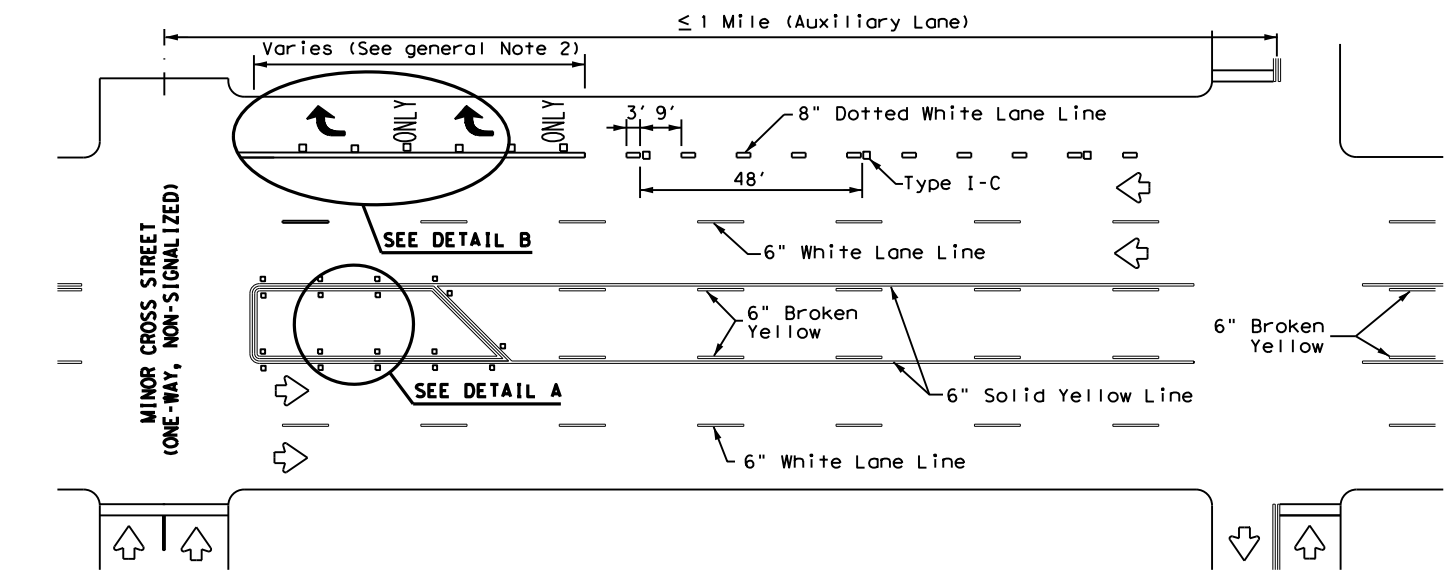 ≤ 1 Mile (Auxiliary Lane)
Varies (See general Note 2)
ONLY
ONLY
3' 9'
8" Dotted White Lane Line
48'
Type I-C
SEE DETAIL B
6" White Lane Line
MINOR CROSS STREET
(ONE-WAY, NON-SIGNALIZED)
6" Broken
Yellow
6" Broken
Yellow
SEE DETAIL A
6" Solid Yellow Line
6" White Lane Line